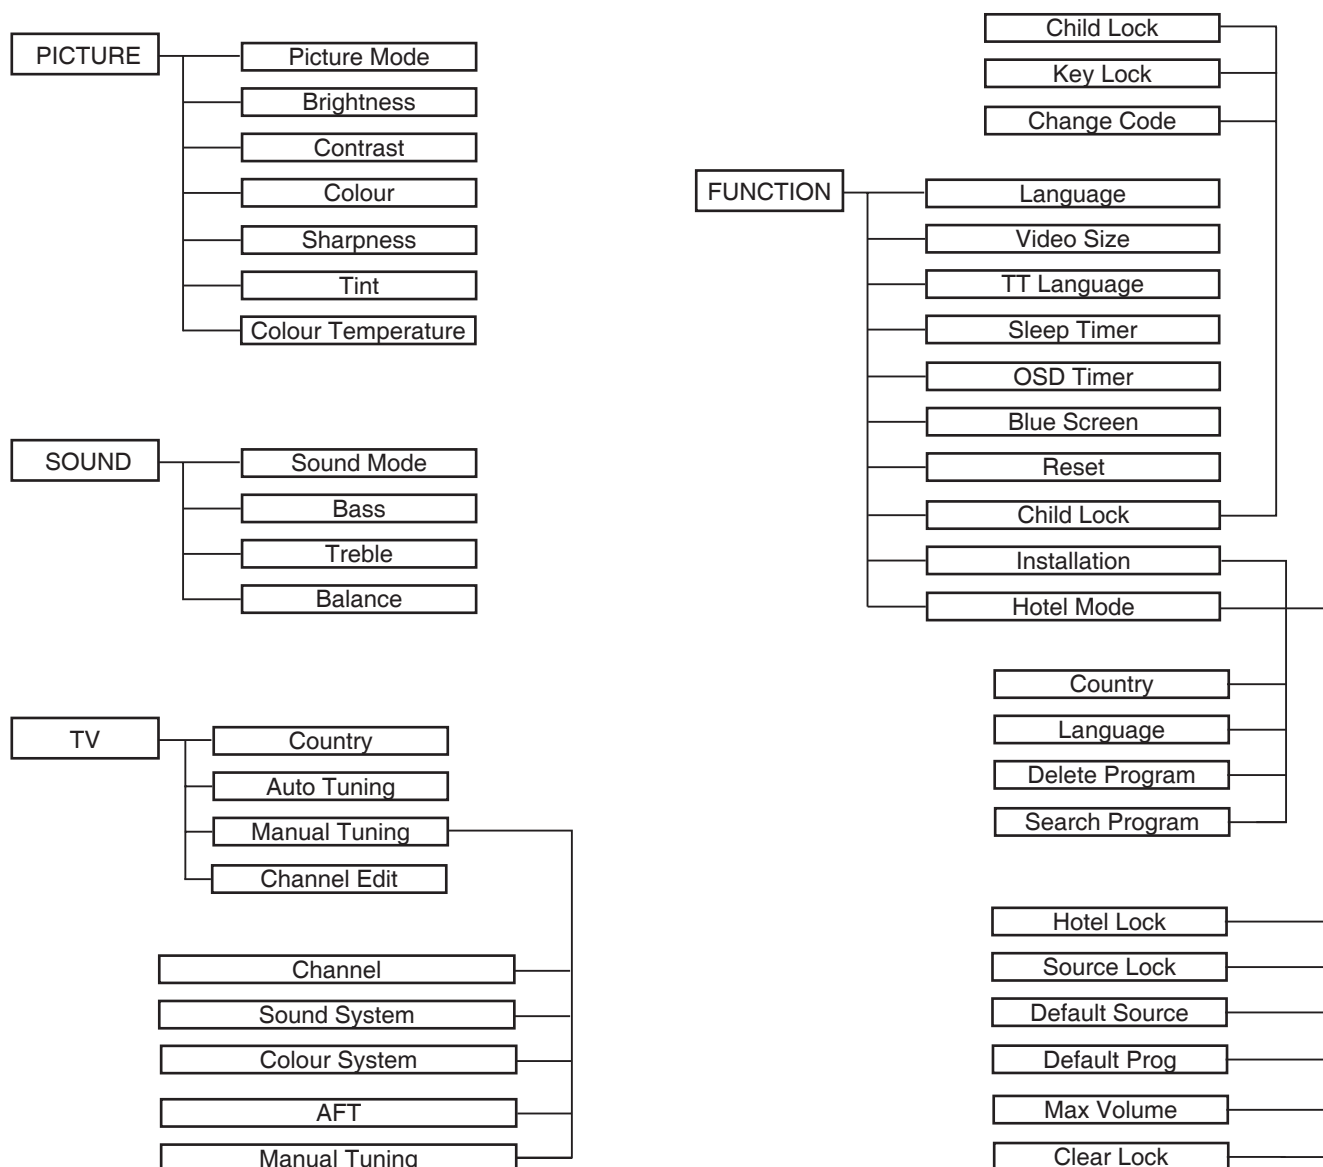 PICTURE
Picture Mode
Brightness
Contrast
Colour
Sharpness
Tint
Colour Temperature
SOUND
Sound Mode
Bass
Treble
Balance
TV
Country
Auto Tuning
Manual Tuning
Channel Edit
Channel
Sound System
Colour System
AFT
Manual Tuning
Child Lock
Key Lock
Change Code
FUNCTION
Language
Video Size
TT Language
Sleep Timer
OSD Timer
Blue Screen
Reset
Child Lock
Installation
Hotel Mode
Country
Language
Delete Program
Search Program
Hotel Lock
Source Lock
Default Source
Default Prog
Max Volume
Clear Lock